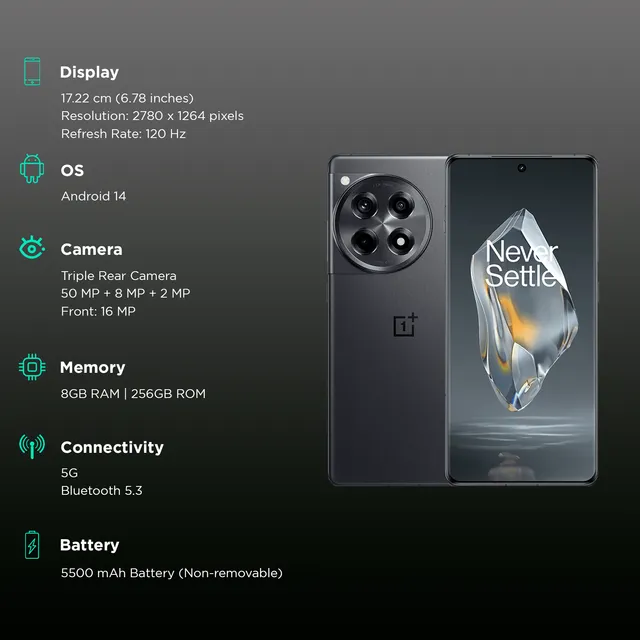 Display
17.22 cm (6.78 inches)
Resolution: 2780 x 1264 pixels
Refresh Rate: 120 Hz
OS
Android 14
Camera
Triple Rear Camera
50 MP + 8 MP + 2 MP
Front: 16 MP
Memory
8GB RAM | 256GB ROM
Connectivity
5G
Bluetooth 5.3
Battery
5500 mAh Battery (Non-removable)
Never
Settle
1+